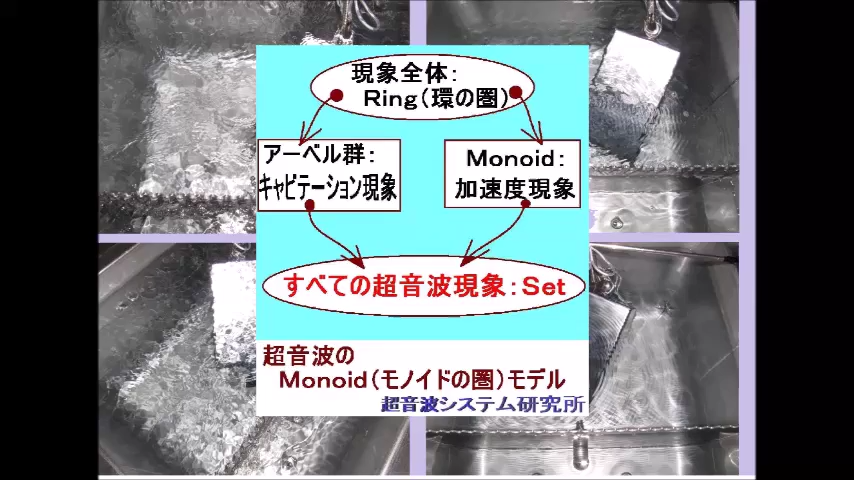 現象全体：
Ring（環の圏）
アーベル群：
キャビテーション現象
Monoid：
加速度現象
すべての超音波現象：Set
超音波の
Monoid（モノイドの圏）モデル
超音波システム研究所